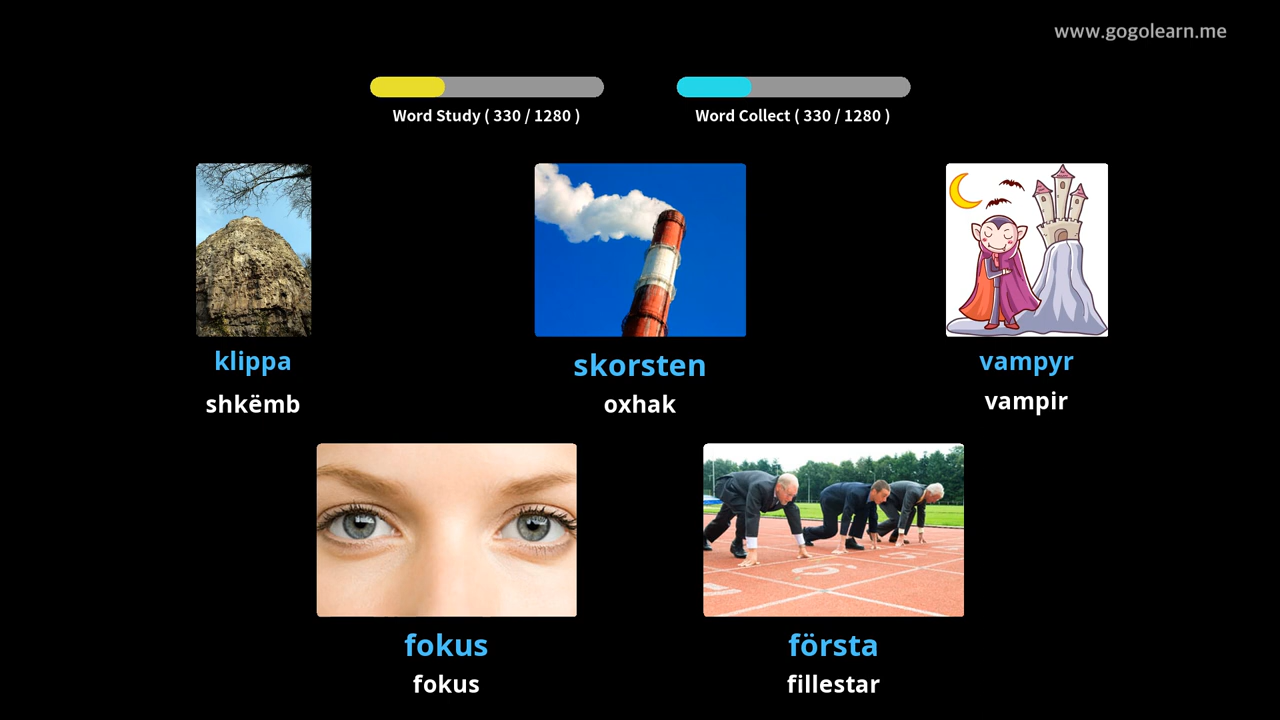 www.gogolearn.me
Word Study ( 330 / 1280 )
Word Collect ( 330 / 1280 )
klippa
shkëmb
skorsten
oxhak
vampyr
vampir
fokus
fokus
första
fillestar